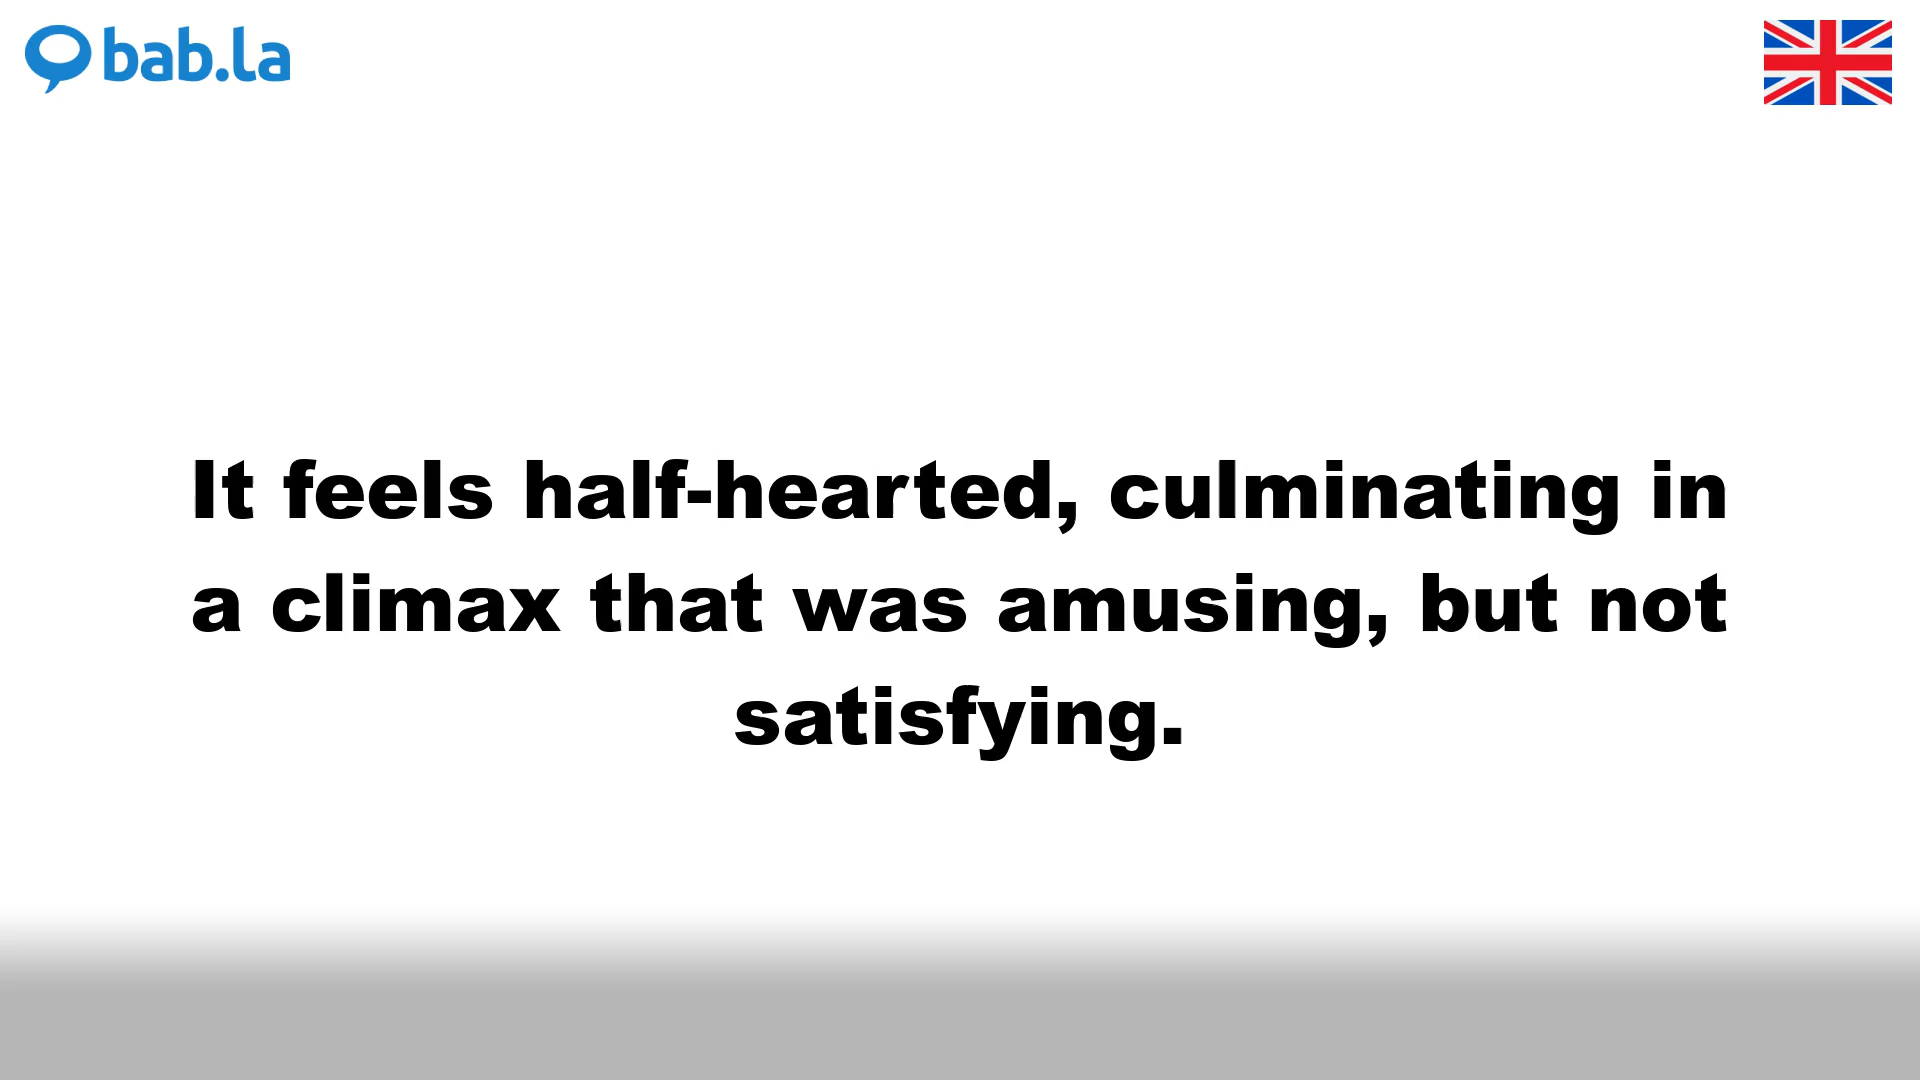 bab.la
It feels half-hearted, culminating in
a climax that was amusing, but not
satisfying.